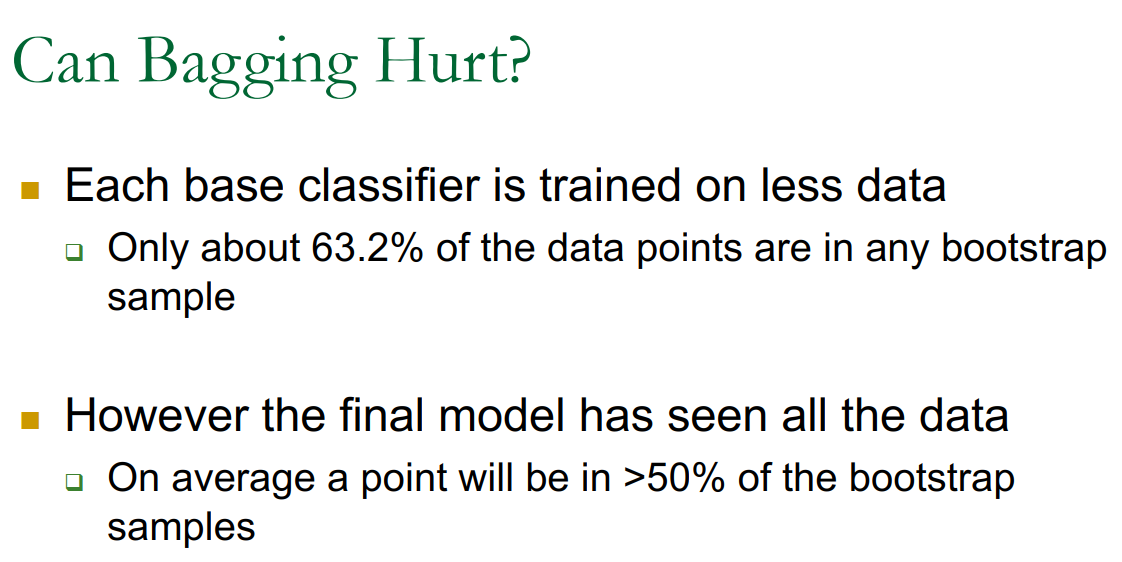 Can Bagging Hurt?
Each base classifier is trained on less data
Only about 63.2% of the data points are in any bootstrap
sample
However the final model has seen all the data
On average a point will be in >50% of the bootstrap
samples